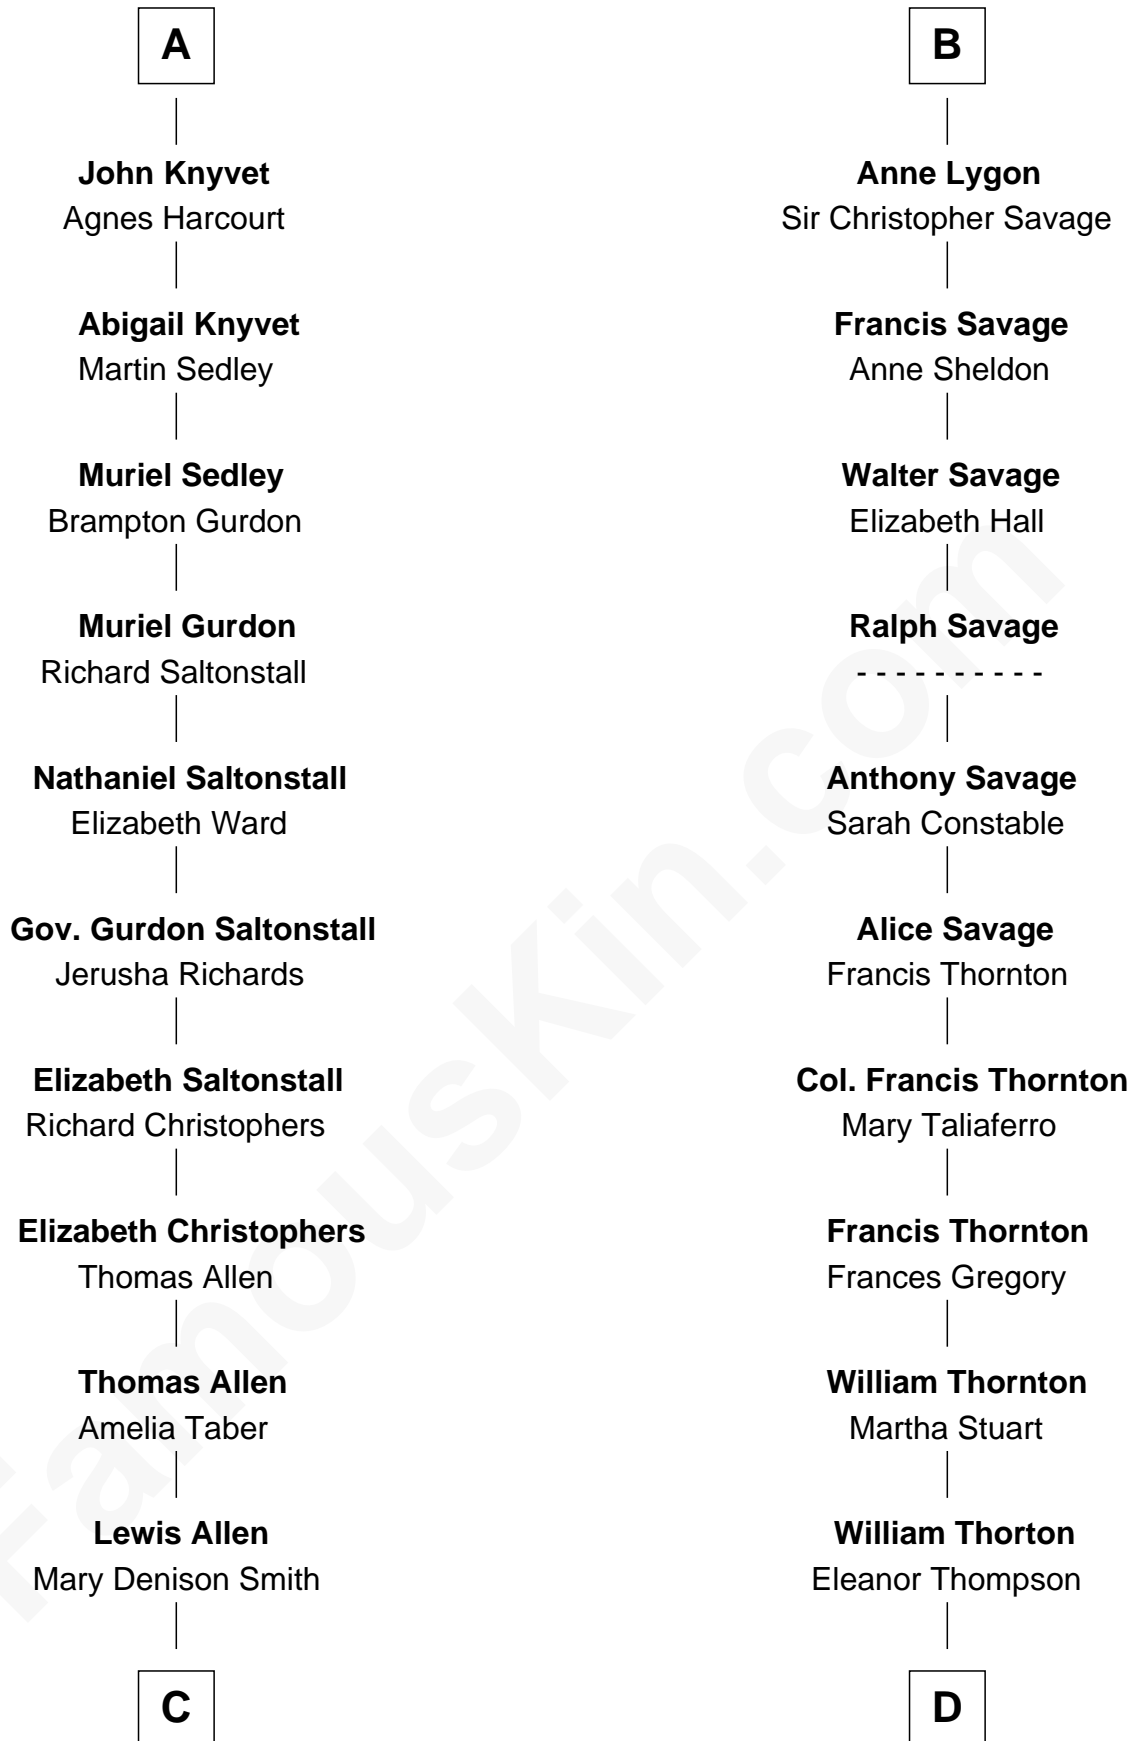 A
John Knyvet
Agnes Harcourt
Abigail Knyvet
Martin Sedley
Muriel Sedley
Brampton Gurdon
Muriel Gurdon
Richard Saltonstall
Nathaniel Saltonstall
Elizabeth Ward
Gov. Gurdon Saltonstall
Jerusha Richards
Elizabeth Saltonstall
Richard Christophers
Elizabeth Christophers
Thomas Allen
Thomas Allen
Amelia Taber
Lewis Allen
Mary Denison Smith
C
B
Anne Lygon
Sir Christopher Savage
Francis Savage
Anne Sheldon
Walter Savage
Elizabeth Hall
Ralph Savage
- - - - - - - - - -
Anthony Savage
Sarah Constable
Alice Savage
Francis Thornton
Col. Francis Thornton
Mary Taliaferro
Francis Thornton
Frances Gregory
William Thornton
Martha Stuart
William Thorton
Eleanor Thompson
D
FamousKin.com